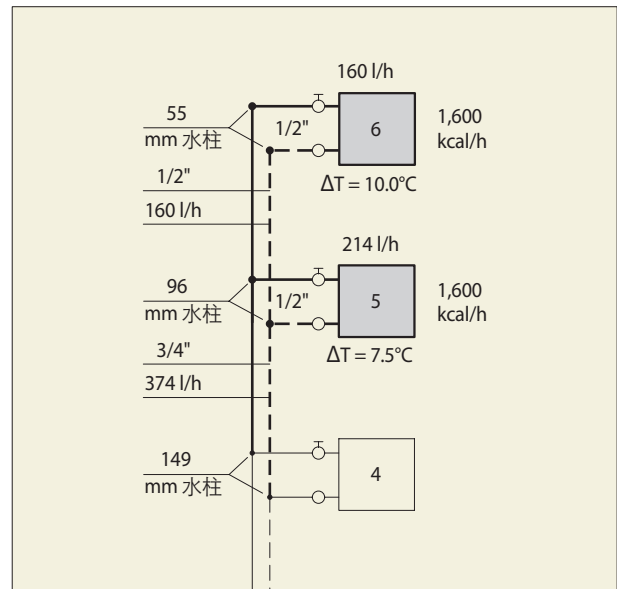 160 l/h
55
mm 水柱
1/2"
6
1,600
kcal/h
1/2"
ΔT = 10.0°C
160 l/h
214 l/h
96
mm 水柱
1/2"
5
1,600
kcal/h
3/4"
ΔT = 7.5°C
374 l/h
149
mm 水柱
4